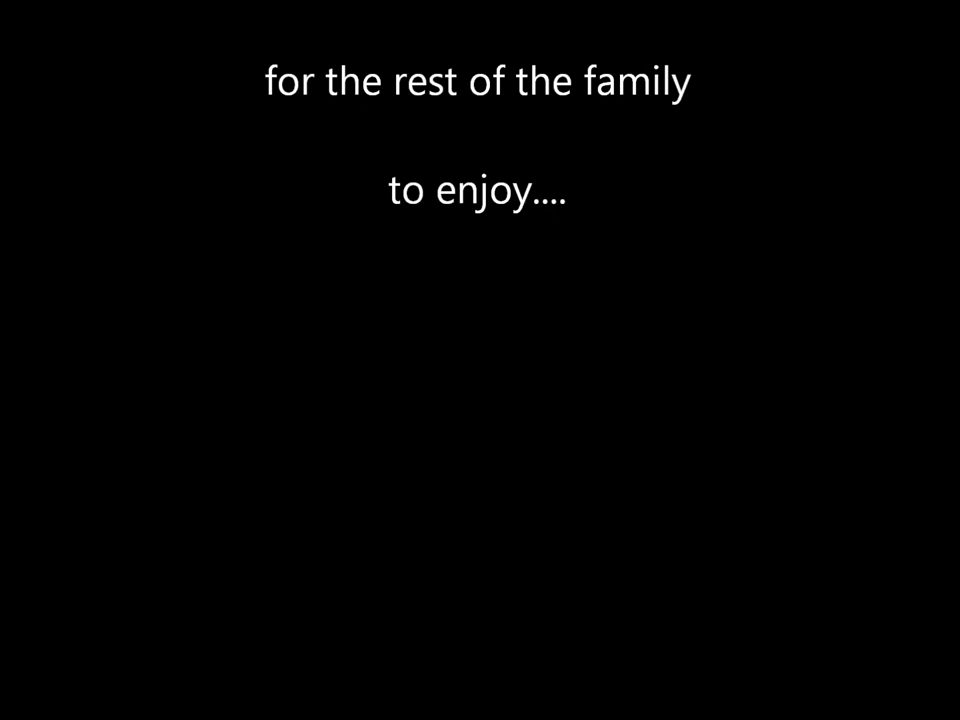 for the rest of the family
to enjoy....